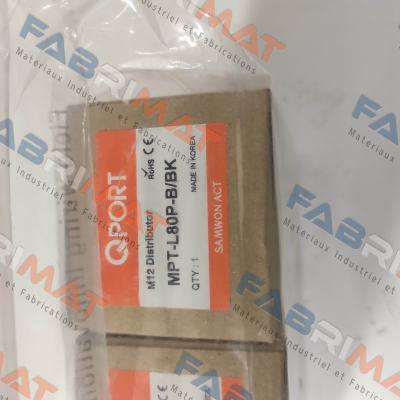 QPORT
M12 Distributor
RoHS CE
MPT-L80P-B/BK
QTY : 1
MADE IN KOREA
SAMWON ACT
FABRIMAT
Materiaux Industriel et Fabrications